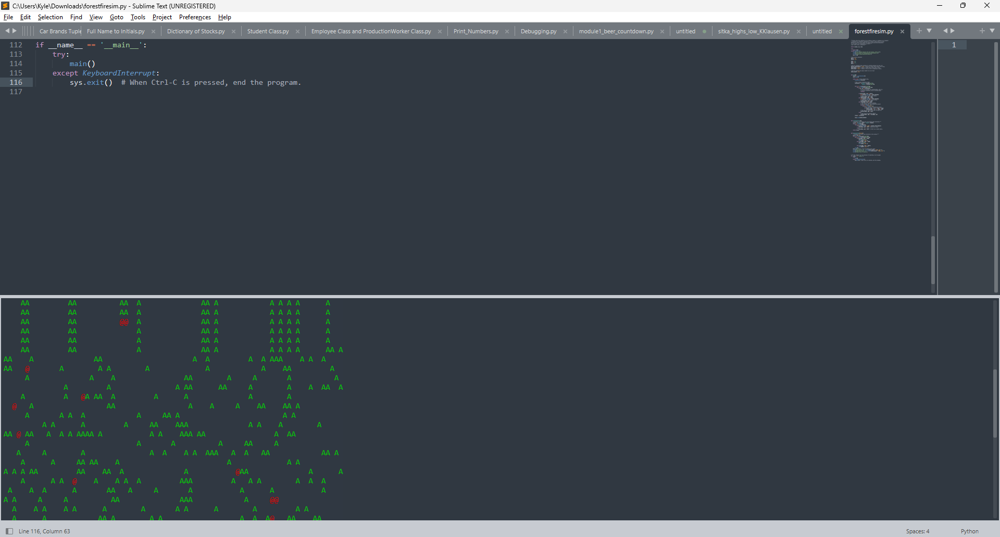 C:\Users\Kyle\Downloads\forestfiresim.py - Sublime Text (UNREGISTERED)
File Edit Selection Find View Goto Tools Project Preferences Help
Car Brands Tuple Full Name to Initials.py Dictionary of Stocks.py Student Class.py Employee Class and ProductionWorker Class.py Print_Numbers.py Debugging.py module1_beer_countdown.py untitled sitka_highs_low_KKlausen.py untitled forestfiresim.py
112 if __name__ == '__main__':
113     try:
114         main()
115     except KeyboardInterrupt:
116         sys.exit()  # When Ctrl-C is pressed, end the program.
117
1
AA AA AA A AA A A A A A A
AA AA AA A AA A A A A A A
AA AA @@ A AA A A A A A A
AA AA A AA A A A A A A
AA AA A AA A A A A A A
AA AA A AA A A A A A AA A
AA A AA A A A A AAA A A A
AA @ A A A A A A AA A
A A A AA A A A A
A A A AA AA A A A AA A
A A @A AA A A A A A
@ A AA A A A AA AA A
A A A A A AA A A A
A A A A AA AAA A A A A
AA @ AA A A A AAAA A A A AAA AA A AA
A A A A AA A
A A A A A A A AAA A A AA AA A
A A AA AA A A A A
A A A AA AA AA A A @AA A A
A A A @ A A A A AAA A A A A A A
A A A A AA A A A A A A
A A A A AA AAA A @@
A A A A A A A A A A A A A
A A AA A A A A A A@ AA AA
Line 116, Column 63
Spaces: 4
Python